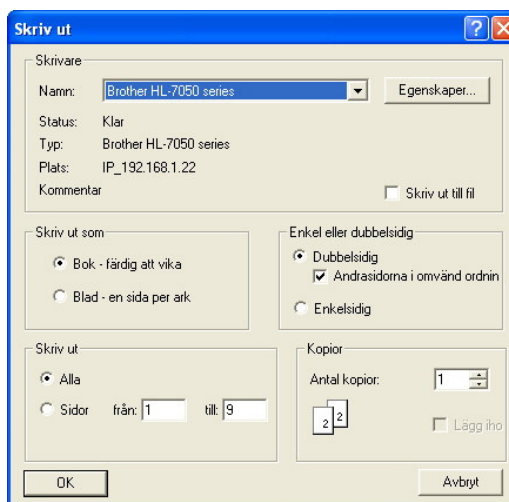 Skriv ut
Skrivare
Namn: Brother HL-7050 series Egenskaper...
Status: Klar
Typ: Brother HL-7050 series
Plats: IP_192.168.1.22
Kommentar Skriv ut till fil
Skriv ut som
Bok - färdig att vika
Blad - en sida per ark
Enkel eller dubbelsidig
Dubbelsidig
Andrasidorna i omvänd ordnin
Enkelsidig
Skriv ut
Alla
Sidor från: 1 till: 9
Kopior
Antal kopior: 1
2 2
Lägg iho
OK Avbryt